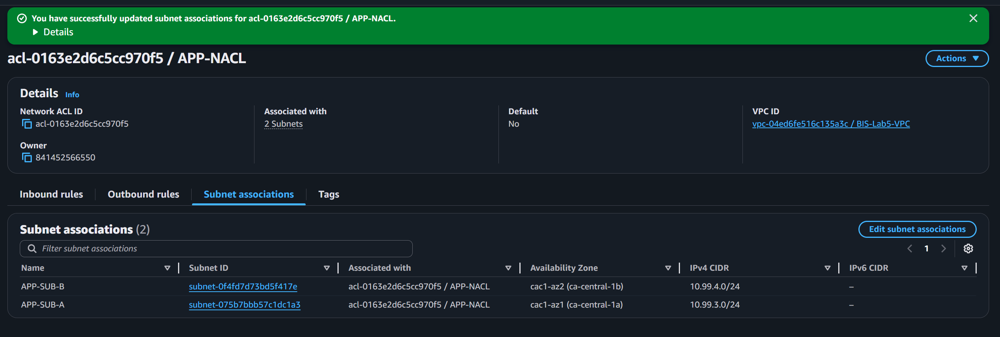 You have successfully updated subnet associations for acl-0163e2d6c5cc970f5 / APP-NACL.
Details
acl-0163e2d6c5cc970f5 / APP-NACL
Actions
Details Info
Network ACL ID
acl-0163e2d6c5cc970f5
Associated with
2 Subnets
Default
No
VPC ID
vpc-04ed6fe516c135a3c / BIS-Lab5-VPC
Owner
841452566550
Inbound rules Outbound rules Subnet associations Tags
Subnet associations (2)
Edit subnet associations
Filter subnet associations
1
Name Subnet ID Associated with Availability Zone IPv4 CIDR IPv6 CIDR
APP-SUB-B subnet-0f4fd7d73bd5f417e acl-0163e2d6c5cc970f5 / APP-NACL cac1-az2 (ca-central-1b) 10.99.4.0/24 –
APP-SUB-A subnet-075b7bbb57c1dc1a3 acl-0163e2d6c5cc970f5 / APP-NACL cac1-az1 (ca-central-1a) 10.99.3.0/24 –